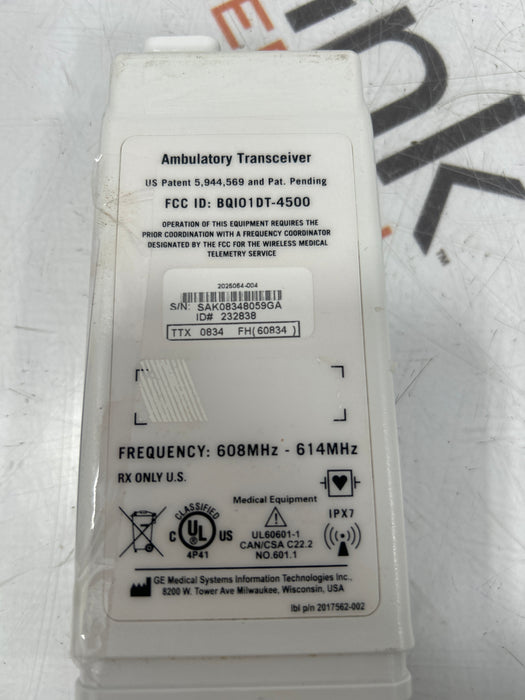 ink
Ambulatory Transceiver
US Patent 5,944,569 and Pat. Pending
FCC ID: BQI01DT-4500
OPERATION OF THIS EQUIPMENT REQUIRES THE
PRIOR COORDINATION WITH A FREQUENCY COORDINATOR
DESIGNATED BY THE FCC FOR THE WIRELESS MEDICAL
TELEMETRY SERVICE
2025054-004
S/N: SAK08348059GA
ID# 232838
TTX 0834 FH(60834)
FREQUENCY: 608MHz - 614MHz
RX ONLY U.S.
Medical Equipment
IPX7
CLASSIFIED
C UL US
4P41
UL60601-1
CAN/CSA C22.2
NO.601.1
GE Medical Systems Information Technologies Inc.,
8200 W. Tower Ave Milwaukee, Wisconsin, USA
lbl p/n 2017562-002